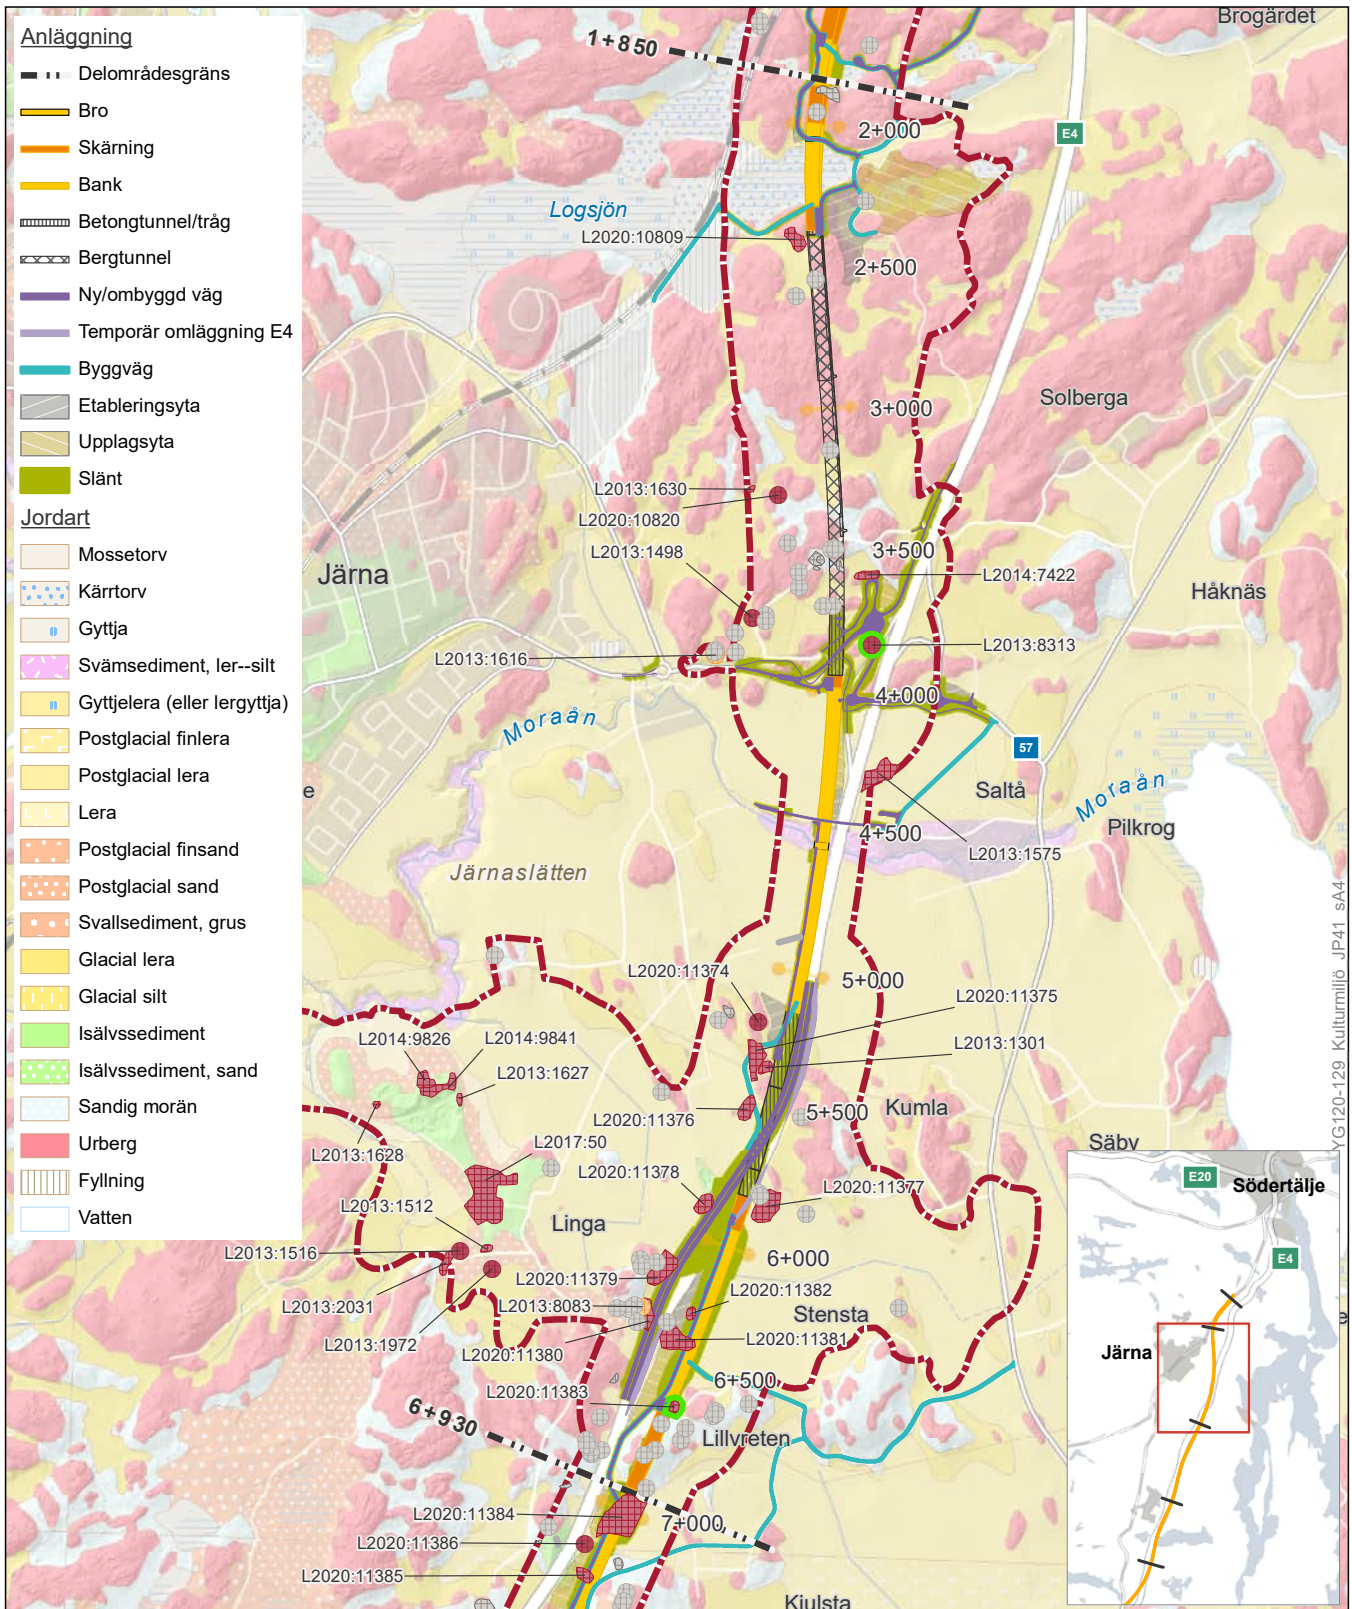 Anläggning
Delområdesgräns
Bro
Skärning
Bank
Betongtunnel/tråg
Bergtunnel
Ny/ombyggd väg
Temporär omläggning E4
Byggväg
Etableringsyta
Upplagsyta
Slänt
Jordart
Mossetorv
Kärrtorv
Gyttja
Svämsediment, ler--silt
Gyttjelera (eller lergyttja)
Postglacial finlera
Postglacial lera
Lera
Postglacial finsand
Postglacial sand
Svallsediment, grus
Glacial lera
Glacial silt
Isälvssediment
Isälvssediment, sand
Sandig morän
Urberg
Fyllning
Vatten
Brogärdet
1+850
2+000
E4
Logsjön
L2020:10809
2+500
Solberga
3+000
L2013:1630
L2020:10820
L2013:1498
3+500
Järna
L2014:7422
Håknäs
L2013:8313
L2013:1616
4+000
Moraån
57
Saltå
Moraån
e
Pilkrog
4+500
L2013:1575
Järnaslätten
L2020:11374
5+000
L2020:11375
L2014:9826
L2014:9841
L2013:1301
L2013:1627
L2020:11376
5+500
Kumla
Säby
L2013:1628
L2017:50
L2020:11378
L2020:11377
L2013:1512
Linga
L2013:1516
6+000
L2020:11379
L2020:11382
L2013:2031
L2013:8083
Stensta
L2013:1972
L2020:11380
L2020:11381
L2020:11383
6+500
6+930
Lillvreten
L2020:11384
7+000
L2020:11386
L2020:11385
Kjulsta
YG120-129 Kulturmiljö JP41 sA4
E20
Södertälje
E4
Järna